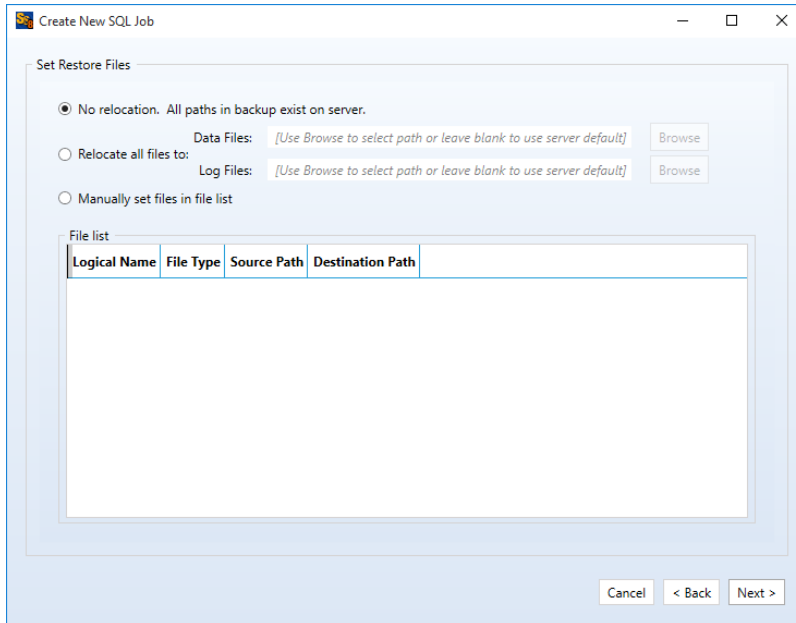 Create New SQL Job
Set Restore Files
No relocation.  All paths in backup exist on server.
Relocate all files to:
Data Files: [Use Browse to select path or leave blank to use server default] Browse
Log Files: [Use Browse to select path or leave blank to use server default] Browse
Manually set files in file list
File list
Logical Name File Type Source Path Destination Path
Cancel < Back Next >